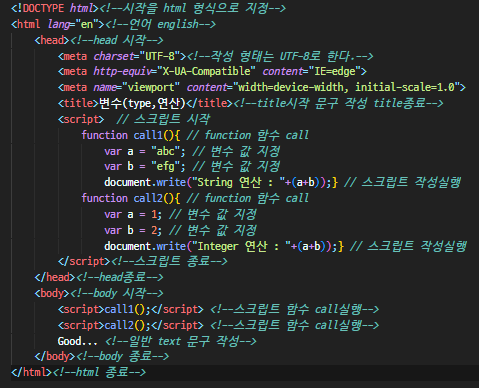 <!DOCTYPE html><!--시작을 html 형식으로 지정-->
<html lang="en"><!--언어 english-->
<head><!--head 시작-->
<meta charset="UTF-8"><!--작성 형태는 UTF-8로 한다.-->
<meta http-equiv="X-UA-Compatible" content="IE=edge">
<meta name="viewport" content="width=device-width, initial-scale=1.0">
<title>변수(type,연산)</title><!--title시작 문구 작성 title종료-->
<script> // 스크립트 시작
function call1(){ // function 함수 call
var a = "abc"; // 변수 값 지정
var b = "efg"; // 변수 값 지정
document.write("String 연산 : "+(a+b));} // 스크립트 작성실행
function call2(){ // function 함수 call
var a = 1; // 변수 값 지정
var b = 2; // 변수 값 지정
document.write("Integer 연산 : "+(a+b));} // 스크립트 작성실행
</script><!--스크립트 종료-->
</head><!--head종료-->
<body><!--body 시작-->
<script>call1();</script> <!--스크립트 함수 call실행-->
<script>call2();</script> <!--스크립트 함수 call실행-->
Good... <!--일반 text 문구 작성-->
</body><!--body 종료-->
</html><!--html 종료-->